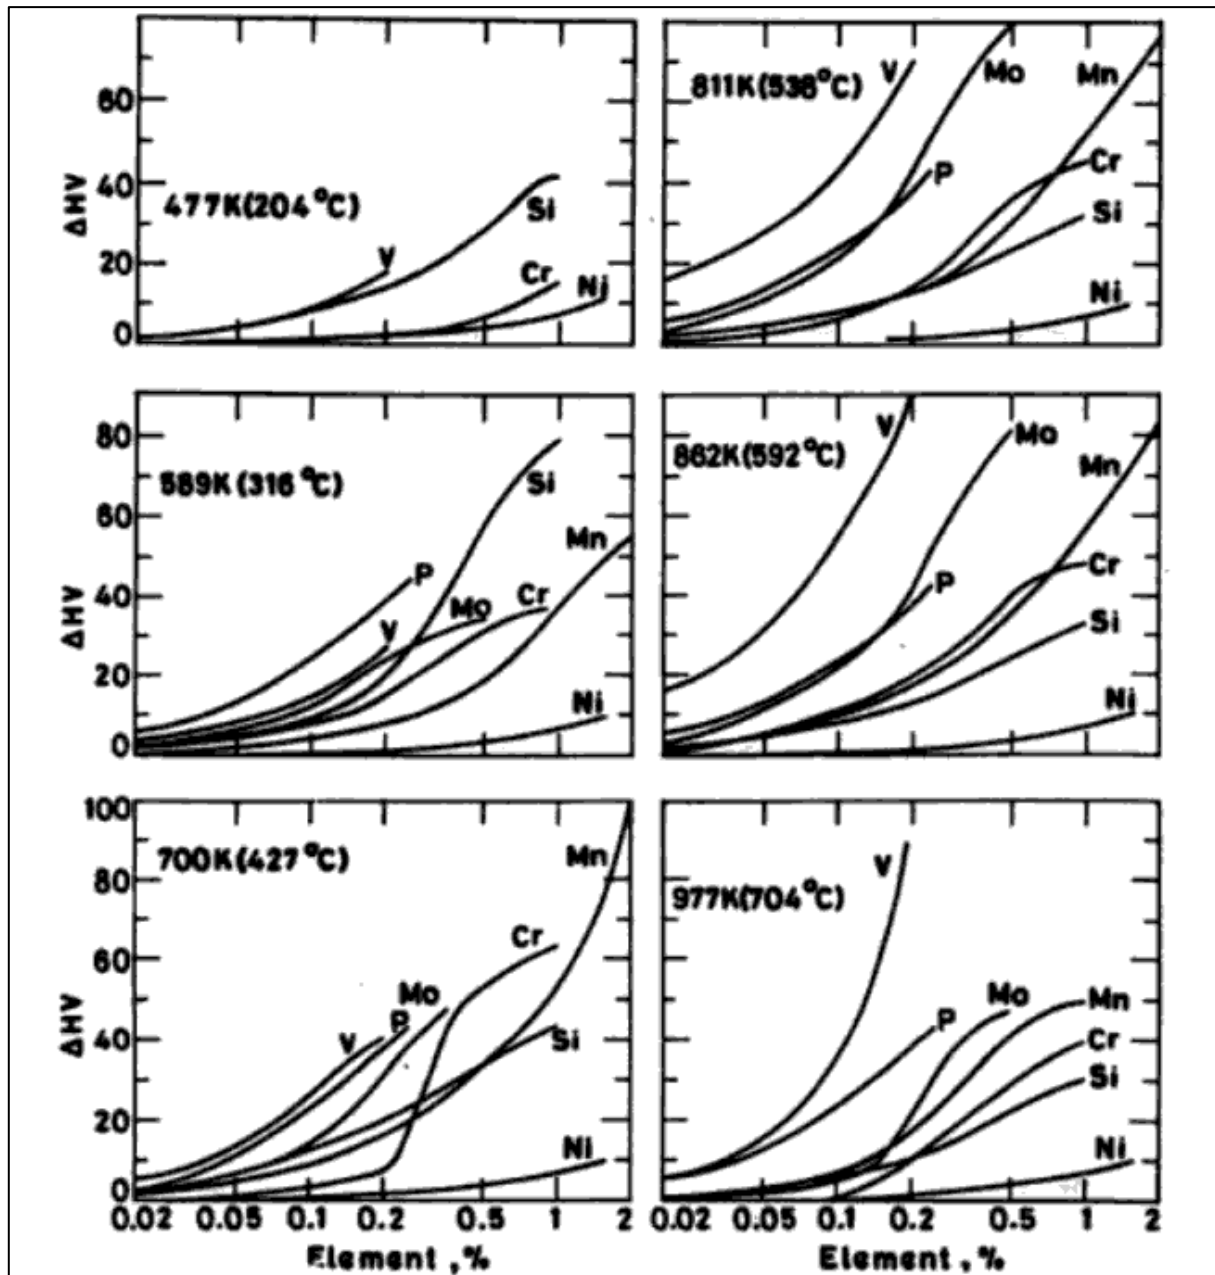 ΔHV
60
40
20
0
477K(204°C)
V
Si
Cr
Ni
811K(538°C)
V
Mo
Mn
P
Cr
Si
Ni
ΔHV
80
60
40
20
0
589K(316°C)
P
V
Mo
Si
Cr
Mn
Ni
862K(592°C)
V
Mo
Mn
P
Cr
Si
Ni
ΔHV
100
80
60
40
20
0
700K(427°C)
V
P
Mo
Cr
Mn
Si
Ni
0.02 0.05 0.1 0.2 0.5 1 2
Element,%
977K(704°C)
V
P
Mo
Mn
Cr
Si
Ni
0.02 0.05 0.1 0.2 0.5 1 2
Element,%